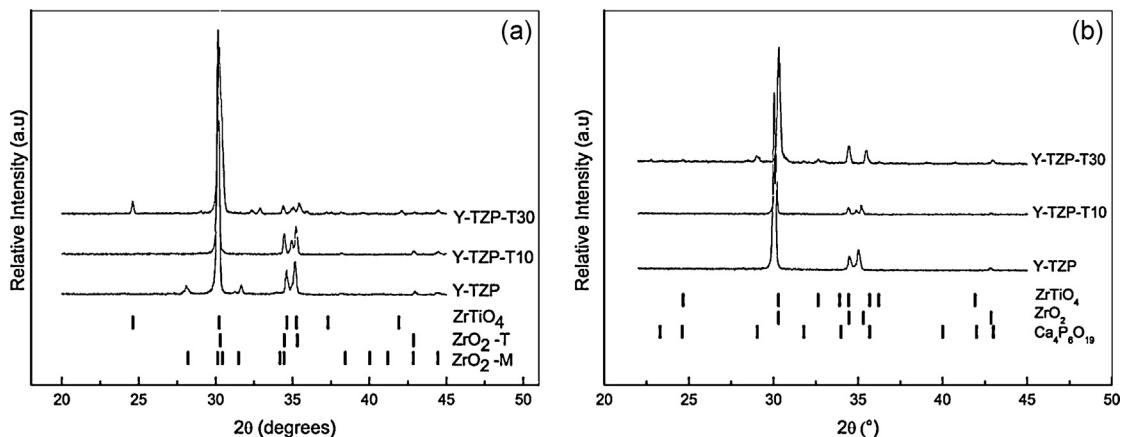 (a)
Relative Intensity (a.u)
Y-TZP-T30
Y-TZP-T10
Y-TZP
ZrTiO4
ZrO2 -T
ZrO2 -M
20 25 30 35 40 45 50
2θ (degrees)
(b)
Relative Intensity (a.u)
Y-TZP-T30
Y-TZP-T10
Y-TZP
ZrTiO4
ZrO2
Ca4P6O19
20 25 30 35 40 45 50
2θ (°)